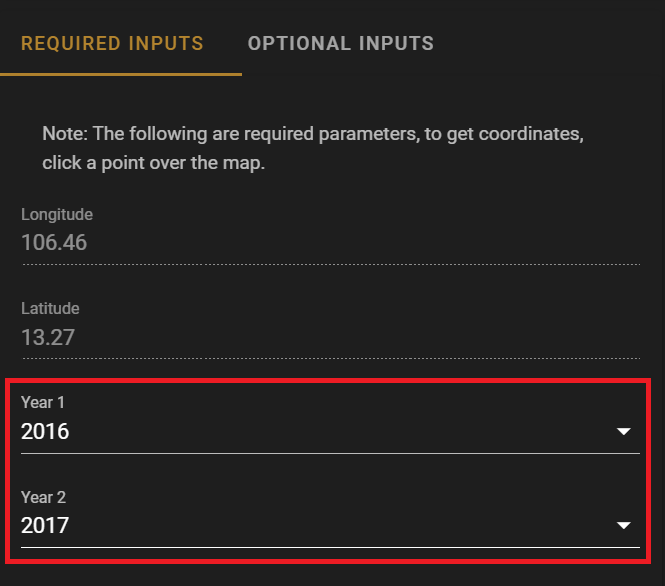 REQUIRED INPUTS OPTIONAL INPUTS
Note: The following are required parameters, to get coordinates,
click a point over the map.
Longitude
106.46
Latitude
13.27
Year 1
2016
Year 2
2017